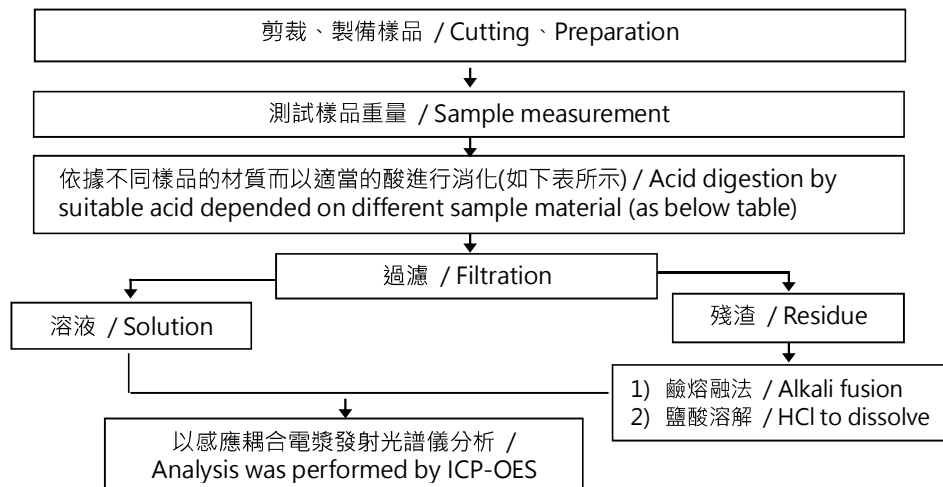 剪裁、製備樣品 / Cutting、Preparation
測試樣品重量 / Sample measurement
依據不同樣品的材質而以適當的酸進行消化(如下表所示) / Acid digestion by
suitable acid depended on different sample material (as below table)
過濾 / Filtration
溶液 / Solution
殘渣 / Residue
1) 鹼熔融法 / Alkali fusion
2) 鹽酸溶解 / HCl to dissolve
以感應耦合電漿發射光譜儀分析 /
Analysis was performed by ICP-OES